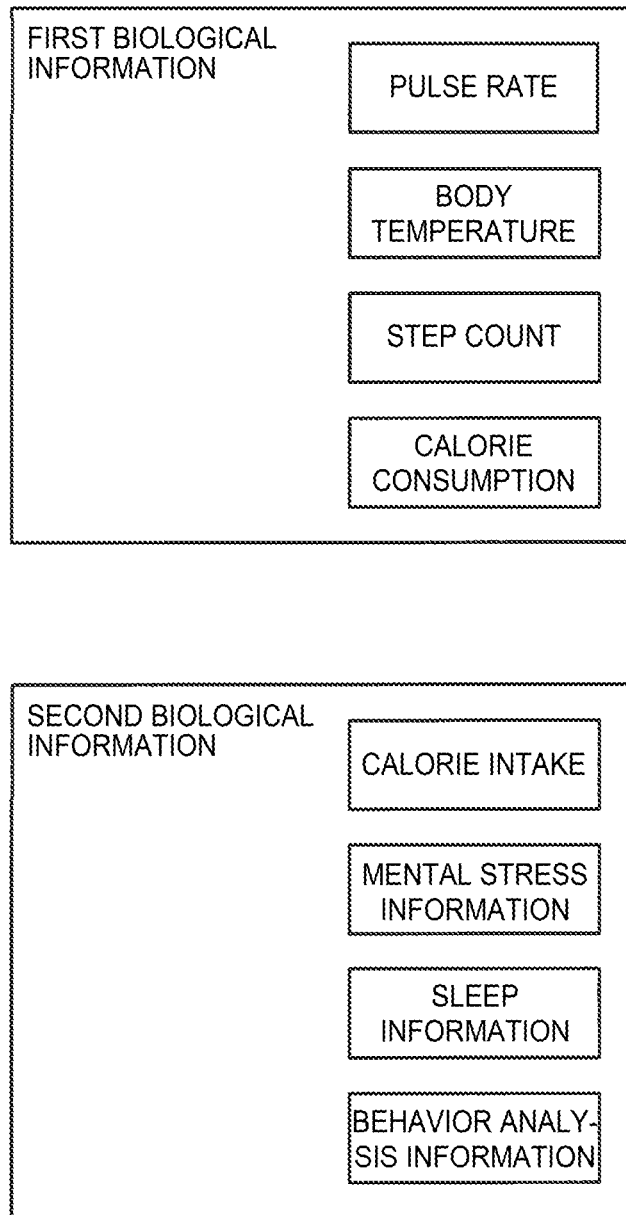 FIRST BIOLOGICAL
INFORMATION
PULSE RATE
BODY
TEMPERATURE
STEP COUNT
CALORIE
CONSUMPTION
SECOND BIOLOGICAL
INFORMATION
CALORIE INTAKE
MENTAL STRESS
INFORMATION
SLEEP
INFORMATION
BEHAVIOR ANALY-
SIS INFORMATION